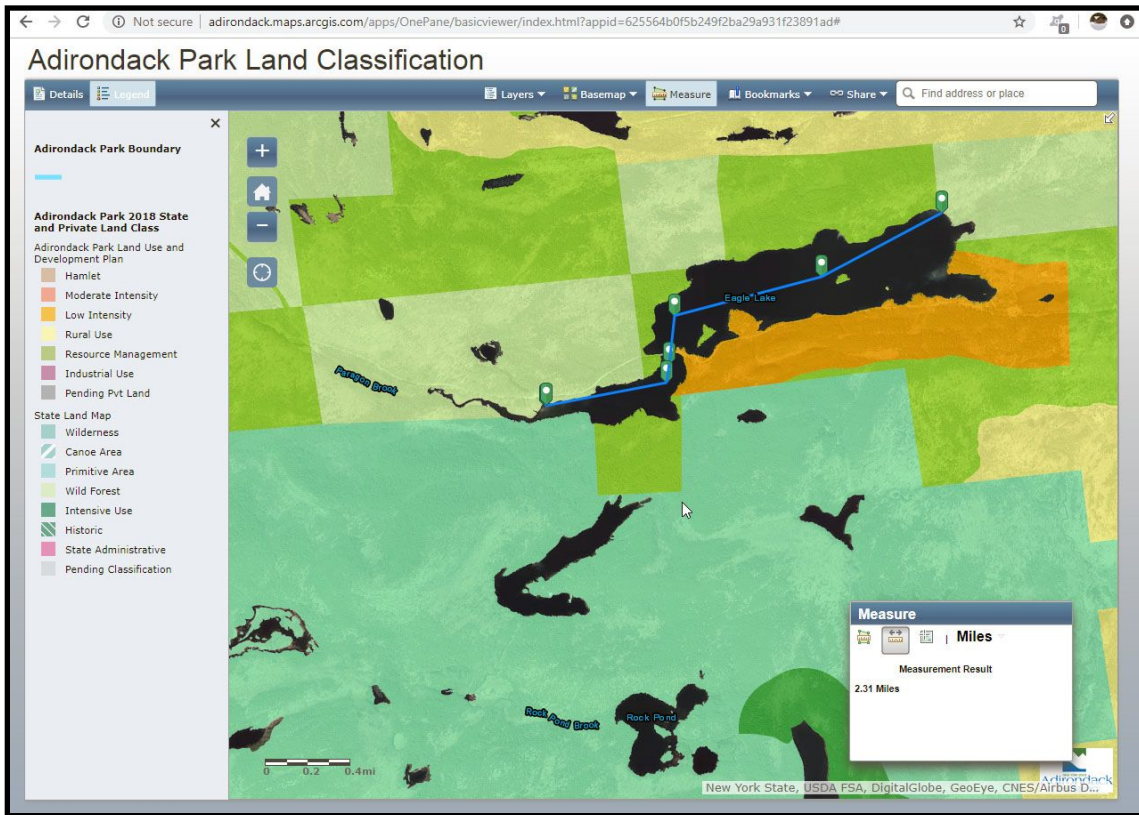 Not secure | adirondack.maps.arcgis.com/apps/OnePane/basicviewer/index.html?appid=625564b0f5b249f2ba29a931f23891ad#
0
Adirondack Park Land Classification
Details Legend Layers Basemap Measure Bookmarks Share Find address or place
Adirondack Park Boundary
Adirondack Park 2018 State
and Private Land Class
Adirondack Park Land Use and
Development Plan
Hamlet
Moderate Intensity
Low Intensity
Rural Use
Resource Management
Industrial Use
Pending Pvt Land
State Land Map
Wilderness
Canoe Area
Primitive Area
Wild Forest
Intensive Use
Historic
State Administrative
Pending Classification
Eagle Lake
Paragon Brook
Rock Pond Brook
Rock Pond
0 0.2 0.4mi
Measure
Miles
Measurement Result
2.31 Miles
Adirondack
New York State, USDA FSA, DigitalGlobe, GeoEye, CNES/Airbus D...